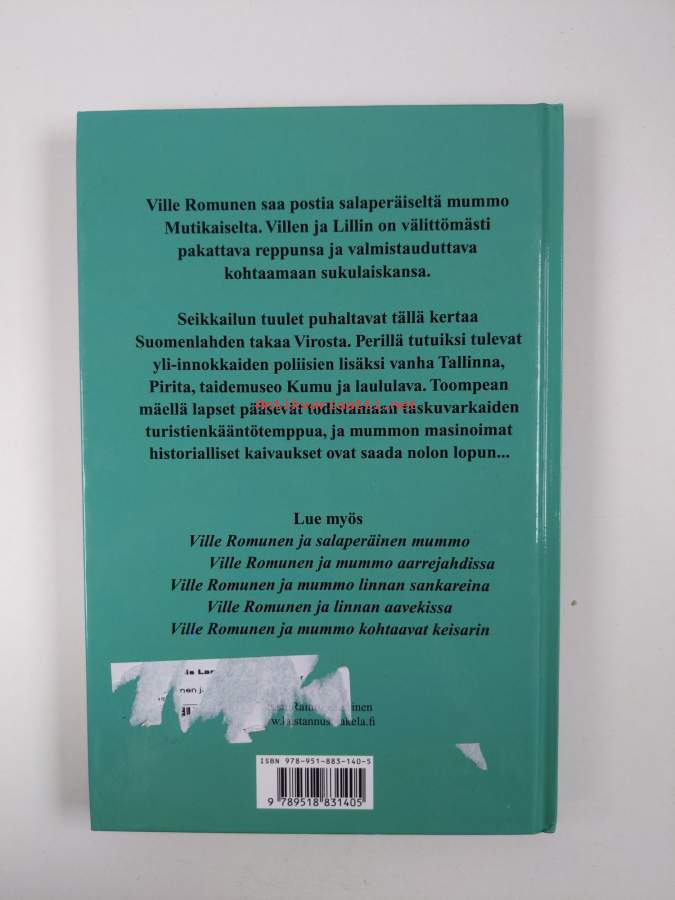 Ville Romunen saa postia salaperäiseltä mummo
Mutikaiselta. Villen ja Lillin on välittömästi
pakattava reppunsa ja valmistauduttava
kohtaamaan sukulaiskansa.
Seikkailun tuulet puhaltavat tällä kertaa
Suomenlahden takaa Virosta. Perillä tutuiksi tulevat
yli-innokkaiden poliisien lisäksi vanha Tallinna,
Pirita, taidemuseo Kumu ja laululava. Toompean
Antikvariaatti.net
mäellä lapset pääsevät todistamaan taskuvarkaiden
turistienkääntötemppua, ja mummon masinoimat
historialliset kaivaukset ovat saada nolon lopun...
Lue myös
Ville Romunen ja salaperäinen mummo
Ville Romunen ja mummo aarrejahdissa
Ville Romunen ja mummo linnan sankareina
Ville Romunen ja linnan aavekissa
Ville Romunen ja mummo kohtaavat keisarin
ISBN 978-951-883-140-5
9 789518 831405